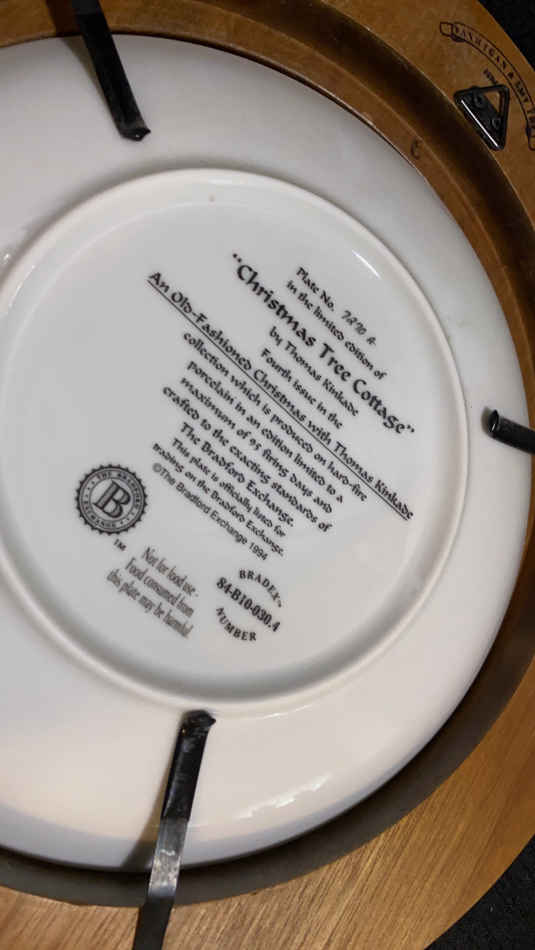 Plate No. 7830 A
in the limited edition of
"Christmas Tree Cottage"
by Thomas Kinkade
Fourth issue in the
An Old-Fashioned Christmas with Thomas Kinkade
collection which is produced on hard-fire
porcelain in an edition limited to a
maximum of 95 firing days and
crafted to the exacting standards of
The Bradford Exchange.
This plate is officially listed for
trading on the Bradford Exchange.
©The Bradford Exchange 1994
THE BRADFORD
B
EXCHANGE
TM
Not for food use -
Food consumed from
this plate may be harmful.
BRADEX
84-B10-030.4
NUMBER